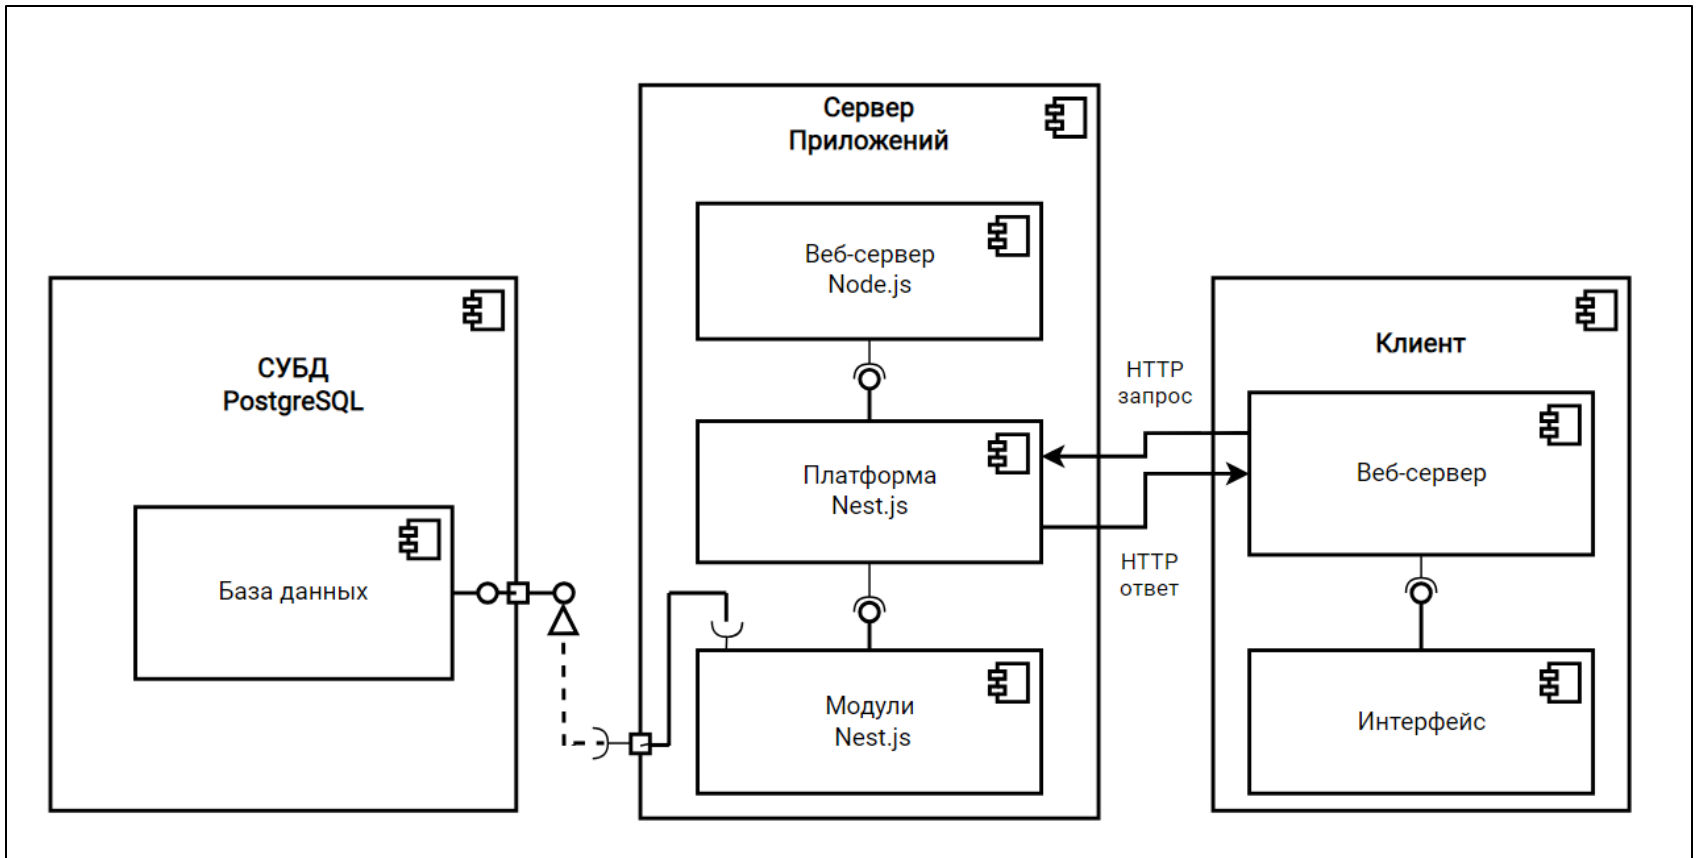 СУБД
PostgreSQL
База данных
Сервер
Приложений
Веб-сервер
Node.js
Платформа
Nest.js
Модули
Nest.js
HTTP
запрос
HTTP
ответ
Клиент
Веб-сервер
Интерфейс